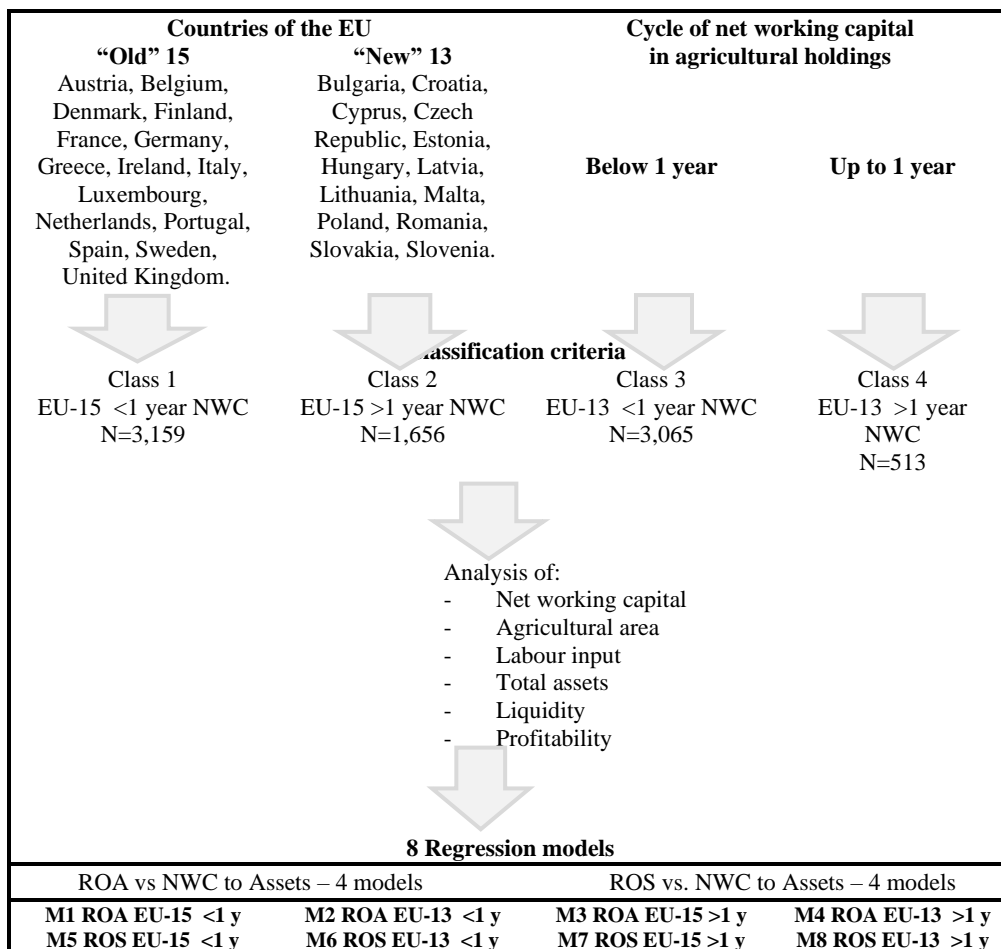 Countries of the EU
"Old" 15
Austria, Belgium,
Denmark, Finland,
France, Germany,
Greece, Ireland, Italy,
Luxembourg,
Netherlands, Portugal,
Spain, Sweden,
United Kingdom.
"New" 13
Bulgaria, Croatia,
Cyprus, Czech
Republic, Estonia,
Hungary, Latvia,
Lithuania, Malta,
Poland, Romania,
Slovakia, Slovenia.
Cycle of net working capital
in agricultural holdings
Below 1 year
Up to 1 year
criteria
Class 1
EU-15 <1 year NWC
N=3,159
Class 2
EU-15 >1 year NWC
N=1,656
Class 3
EU-13 <1 year NWC
N=3,065
Class 4
EU-13 >1 year
NWC
N=513
Analysis of:
- Net working capital
- Agricultural area
- Labour input
- Total assets
- Liquidity
- Profitability
8 Regression models
ROA vs NWC to Assets – 4 models
ROS vs. NWC to Assets – 4 models
M1 ROA EU-15 <1 y
M2 ROA EU-13 <1 y
M3 ROA EU-15 >1 y
M4 ROA EU-13 >1 y
M5 ROS EU-15 <1 y
M6 ROS EU-13 <1 y
M7 ROS EU-15 >1 y
M8 ROS EU-13 >1 y